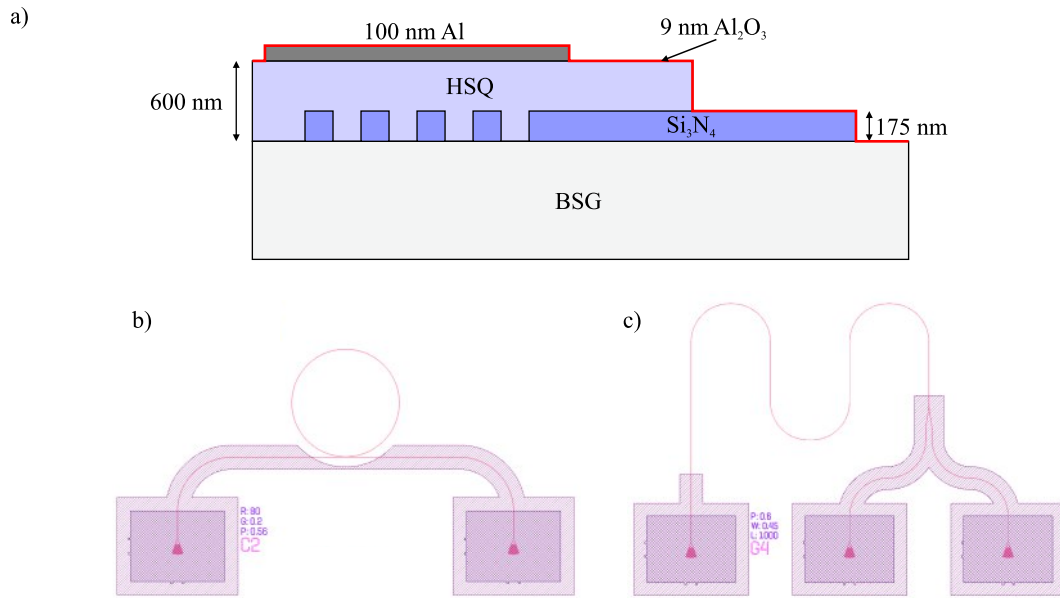 a)
100 nm Al
9 nm Al₂O₃
600 nm
HSQ
Si₃N₄
175 nm
BSG
b)
R: 80
G: 0.2
P: 0.56
C2
c)
P: 0.6
W: 0.45
L: 1000
G4